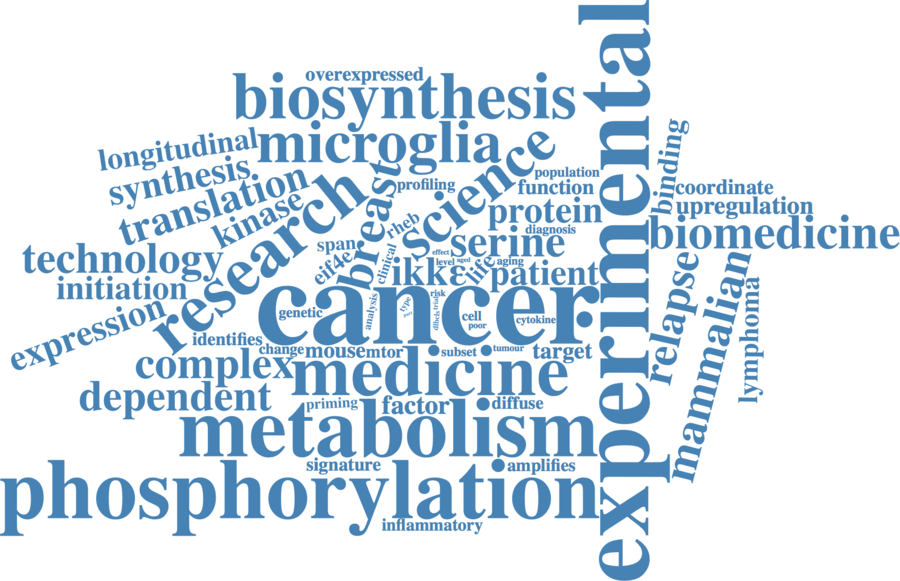 overexpressed
biosynthesis
experimental
longitudinal
microglia
synthesis
translation
kinase
research
breast
science
profiling
population
function
binding
coordinate
upregulation
protein
diagnosis
biomedicine
rheb
span
serine
technology
eif4e
clinical
effect
level
aged
aging
life
ikkε
patient
initiation
expression
cancer
genetic
analysis
type
risk
trial
dlbcls
cell
poor
cytokine
relapse
mammalian
lymphoma
identifies
change
mouse
mtor
subset
tumour
target
complex
medicine
dependent
priming
factor
diffuse
metabolism
signature
amplifies
phosphorylation
inflammatory